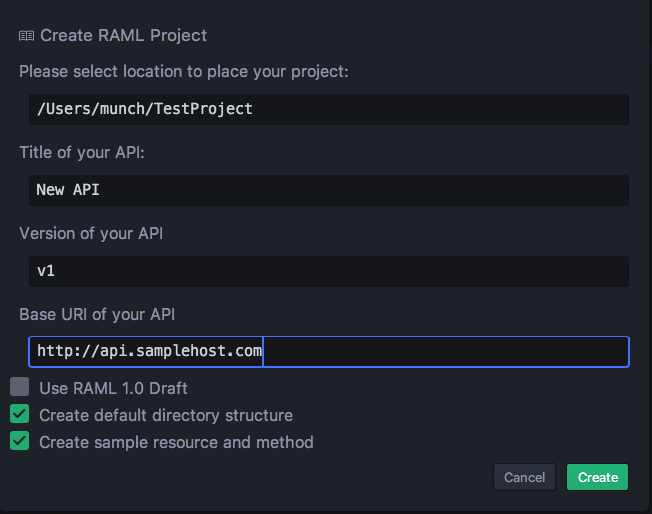 Create RAML Project
Please select location to place your project:
/Users/munch/TestProject
Title of your API:
New API
Version of your API
v1
Base URI of your API
http://api.samplehost.com
Use RAML 1.0 Draft
Create default directory structure
Create sample resource and method
Cancel Create